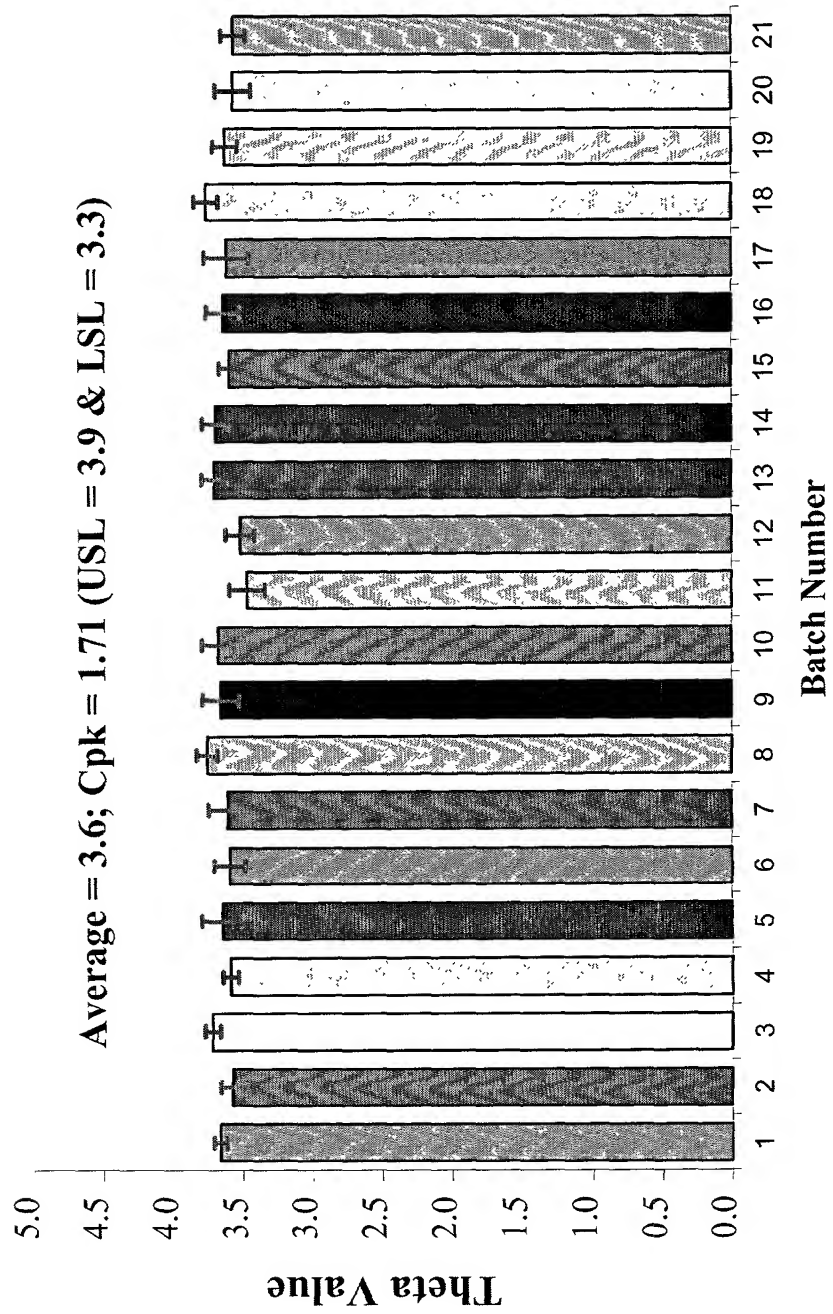 Average = 3.6; Cpk = 1.71 (USL = 3.9 & LSL = 3.3)
Theta Value
5.0
4.5
4.0
3.5
3.0
2.5
2.0
1.5
1.0
0.5
0.0
1 2 3 4 5 6 7 8 9 10 11 12 13 14 15 16 17 18 19 20 21
Batch Number